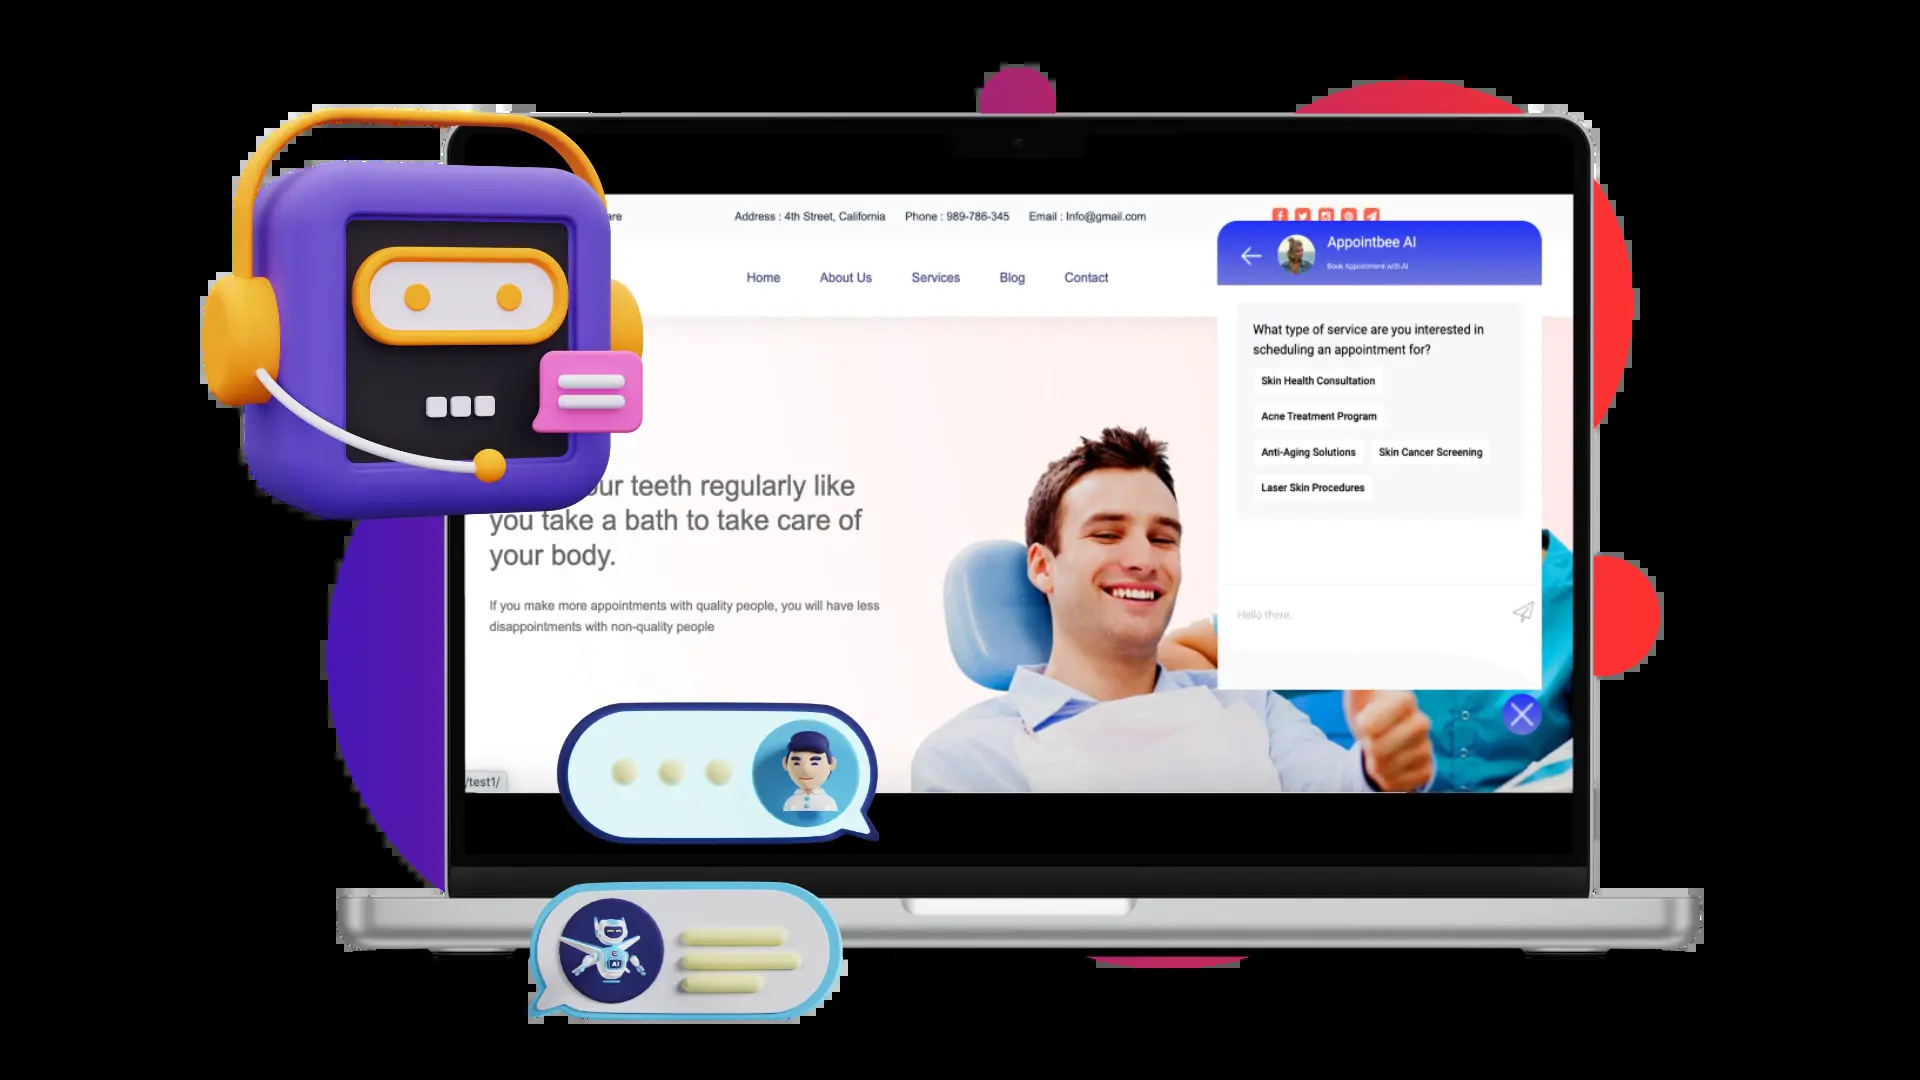 are
Address : 4th Street, California Phone : 989-786-345 Email : Info@gmail.com
Home About Us Services Blog Contact
Appointbee AI
Book Appointment with AI
What type of service are you interested in
scheduling an appointment for?
Skin Health Consultation
Acne Treatment Program
Anti-Aging Solutions Skin Cancer Screening
Laser Skin Procedures
Hello there.
our teeth regularly like
you take a bath to take care of
your body.
If you make more appointments with quality people, you will have less
disappointments with non-quality people
/test1/
AI